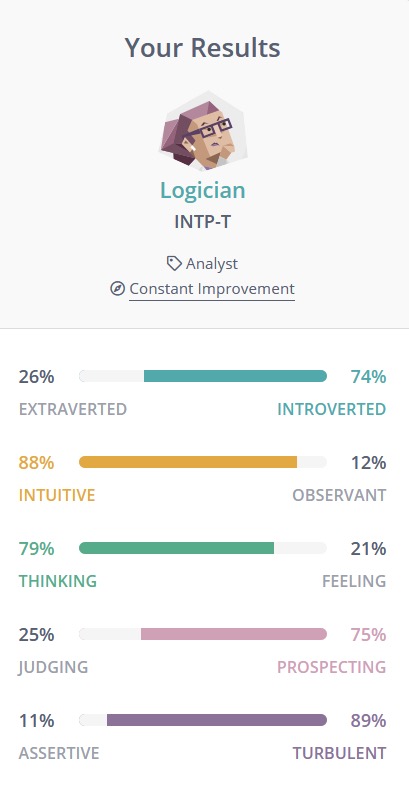 Your Results
Logician
INTP-T
Analyst
Constant Improvement
26% 74%
EXTRAVERTED INTROVERTED
88% 12%
INTUITIVE OBSERVANT
79% 21%
THINKING FEELING
25% 75%
JUDGING PROSPECTING
11% 89%
ASSERTIVE TURBULENT